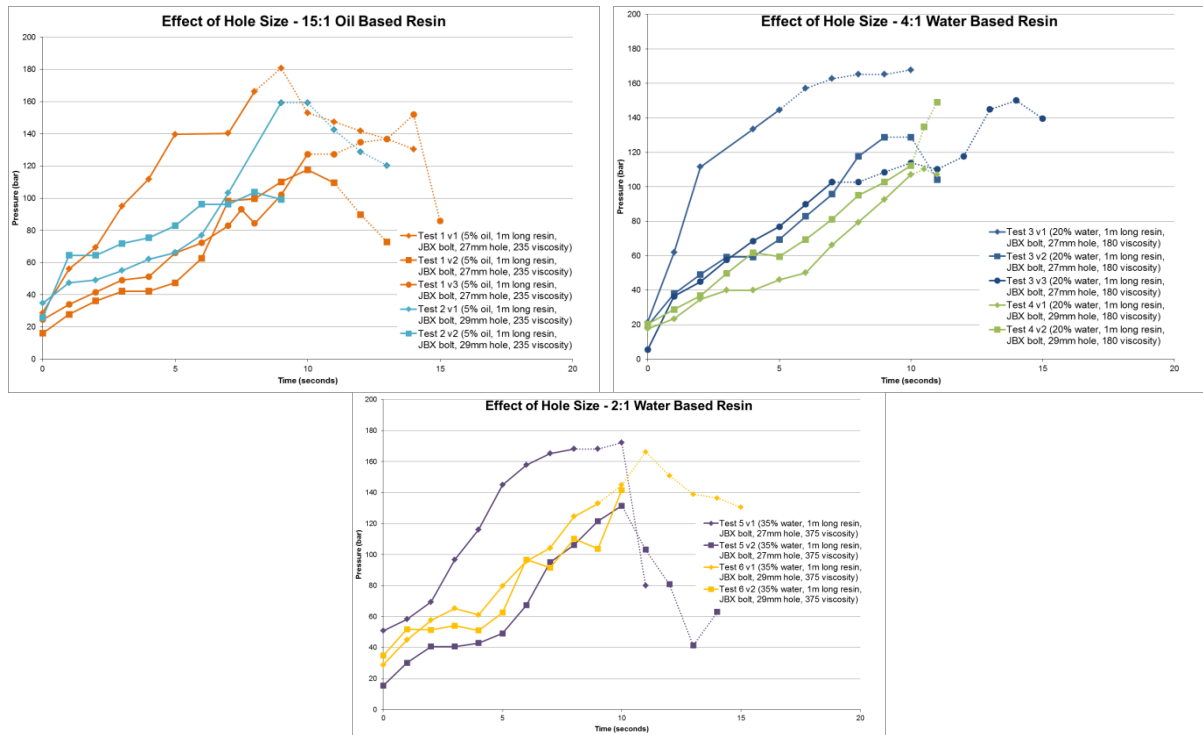 Effect of Hole Size - 15:1 Oil Based Resin
Pressure (bar)
200
180
160
140
120
100
80
60
40
20
0
Test 1 v1 (5% oil, 1m long resin,
JBX bolt, 27mm hole, 235 viscosity)
Test 1 v2 (5% oil, 1m long resin,
JBX bolt, 27mm hole, 235 viscosity)
Test 1 v3 (5% oil, 1m long resin,
JBX bolt, 27mm hole, 235 viscosity)
Test 2 v1 (5% oil, 1m long resin,
JBX bolt, 29mm hole, 235 viscosity)
Test 2 v2 (5% oil, 1m long resin,
JBX bolt, 29mm hole, 235 viscosity)
0 5 10 15 20
Time (seconds)
Effect of Hole Size - 4:1 Water Based Resin
Pressure (bar)
200
180
160
140
120
100
80
60
40
20
0
Test 3 v1 (20% water, 1m long resin,
JBX bolt, 27mm hole, 180 viscosity)
Test 3 v2 (20% water, 1m long resin,
JBX bolt, 27mm hole, 180 viscosity)
Test 3 v3 (20% water, 1m long resin,
JBX bolt, 27mm hole, 180 viscosity)
Test 4 v1 (20% water, 1m long resin,
JBX bolt, 29mm hole, 180 viscosity)
Test 4 v2 (20% water, 1m long resin,
JBX bolt, 29mm hole, 180 viscosity)
0 5 10 15 20
Time (seconds)
Effect of Hole Size - 2:1 Water Based Resin
Pressure (bar)
200
180
160
140
120
100
80
60
40
20
0
Test 5 v1 (35% water, 1m long resin,
JBX bolt, 27mm hole, 375 viscosity)
Test 5 v2 (35% water, 1m long resin,
JBX bolt, 27mm hole, 375 viscosity)
Test 6 v1 (35% water, 1m long resin,
JBX bolt, 29mm hole, 375 viscosity)
Test 6 v2 (35% water, 1m long resin,
JBX bolt, 29mm hole, 375 viscosity)
0 5 10 15 20
Time (seconds)